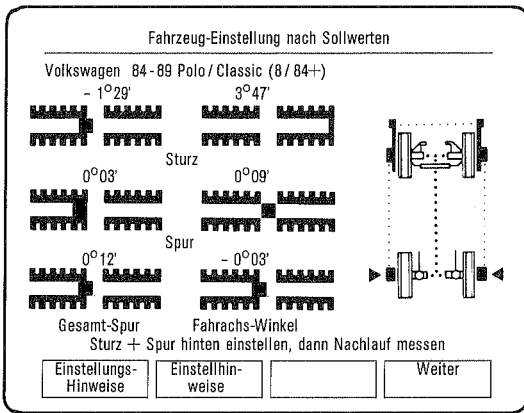 Fahrzeug-Einstellung nach Sollwerten
Volkswagen 84-89 Polo/Classic (8/84+)
- 1°29' 3°47'
Sturz
0°03' 0°09'
Spur
0°12' - 0°03'
Gesamt-Spur Fahrachs-Winkel
Sturz + Spur hinten einstellen, dann Nachlauf messen
Einstellungs-
Hinweise
Einstellhin-
weise
Weiter